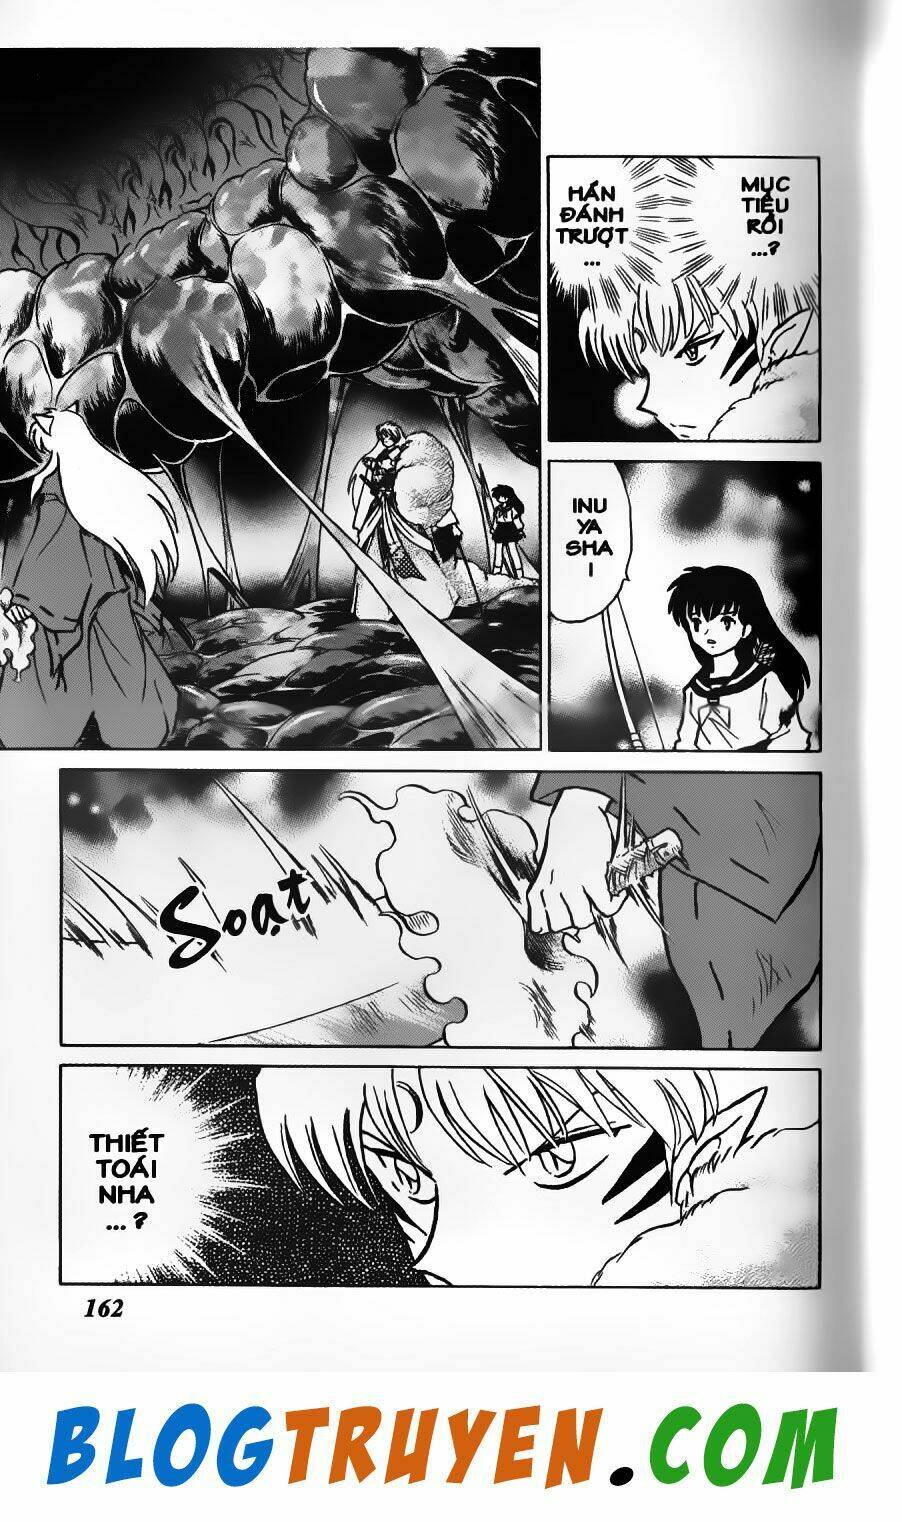 MỤC
TIÊU
RỒI
...?
HẮN
ĐÁNH
TRƯỢT
...
INU
YA
SHA
!
Soạt
THIẾT
TOÁI
NHA
...?
162
BLOGTRUYEN.COM